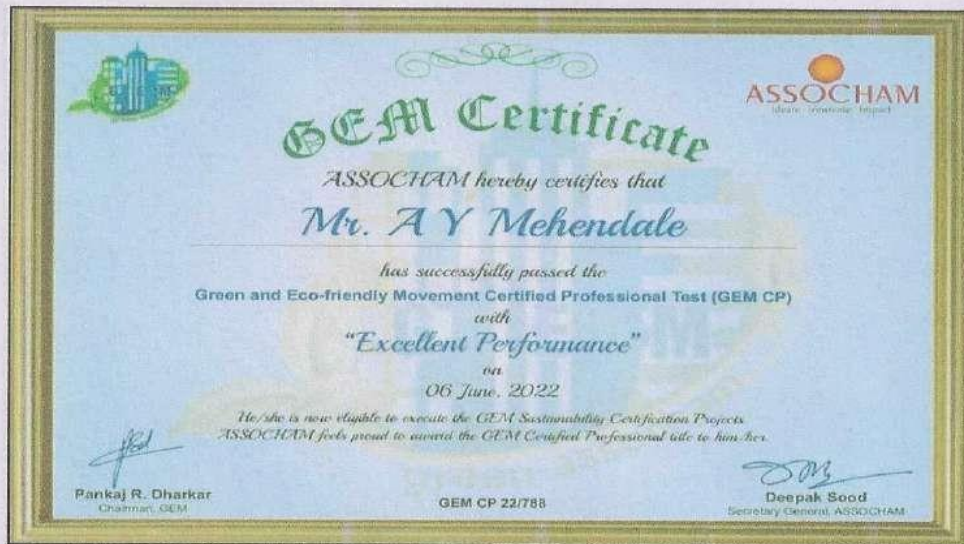 G E M
ASSOCHAM
GEM Certificate
ASSOCHAM hereby certifies that
Mr. A Y Mehendale
has successfully passed the
Green and Eco-friendly Movement Certified Professional Test (GEM CP)
with
“Excellent Performance”
on
06 June, 2022
He/she is now eligible to execute the GEM Sustainability Certification Projects
ASSOCHAM feels proud to award the GEM Certified Professional title to him/her.
Pankaj R. Dharkar
Chairman, GEM
GEM CP 22/788
Deepak Sood
Secretary General, ASSOCHAM